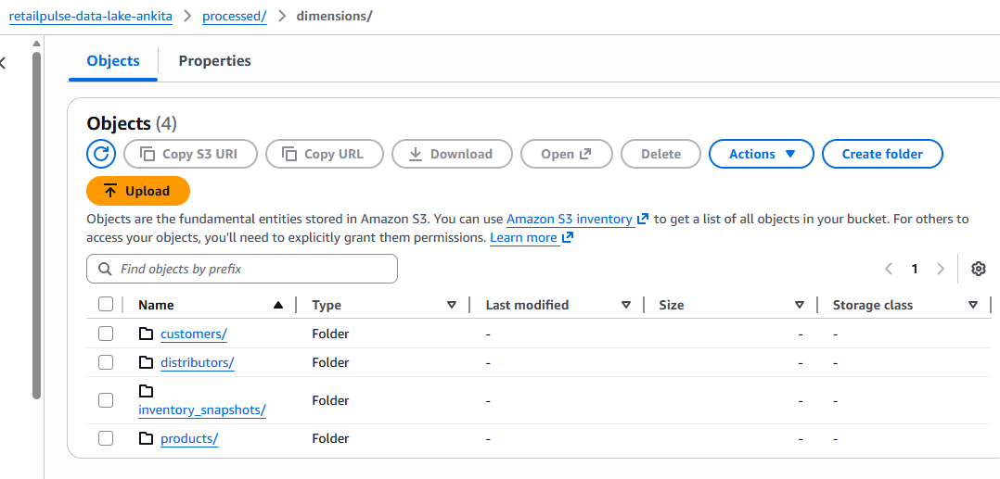 retailpulse-data-lake-ankita > processed/ > dimensions/
Objects
Properties
Objects (4)
Copy S3 URI
Copy URL
Download
Open
Delete
Actions
Create folder
Upload
Objects are the fundamental entities stored in Amazon S3. You can use Amazon S3 inventory to get a list of all objects in your bucket. For others to
access your objects, you'll need to explicitly grant them permissions. Learn more
Find objects by prefix
1
Name Type Last modified Size Storage class
customers/ Folder - - -
distributors/ Folder - - -
inventory_snapshots/ Folder - - -
products/ Folder - - -